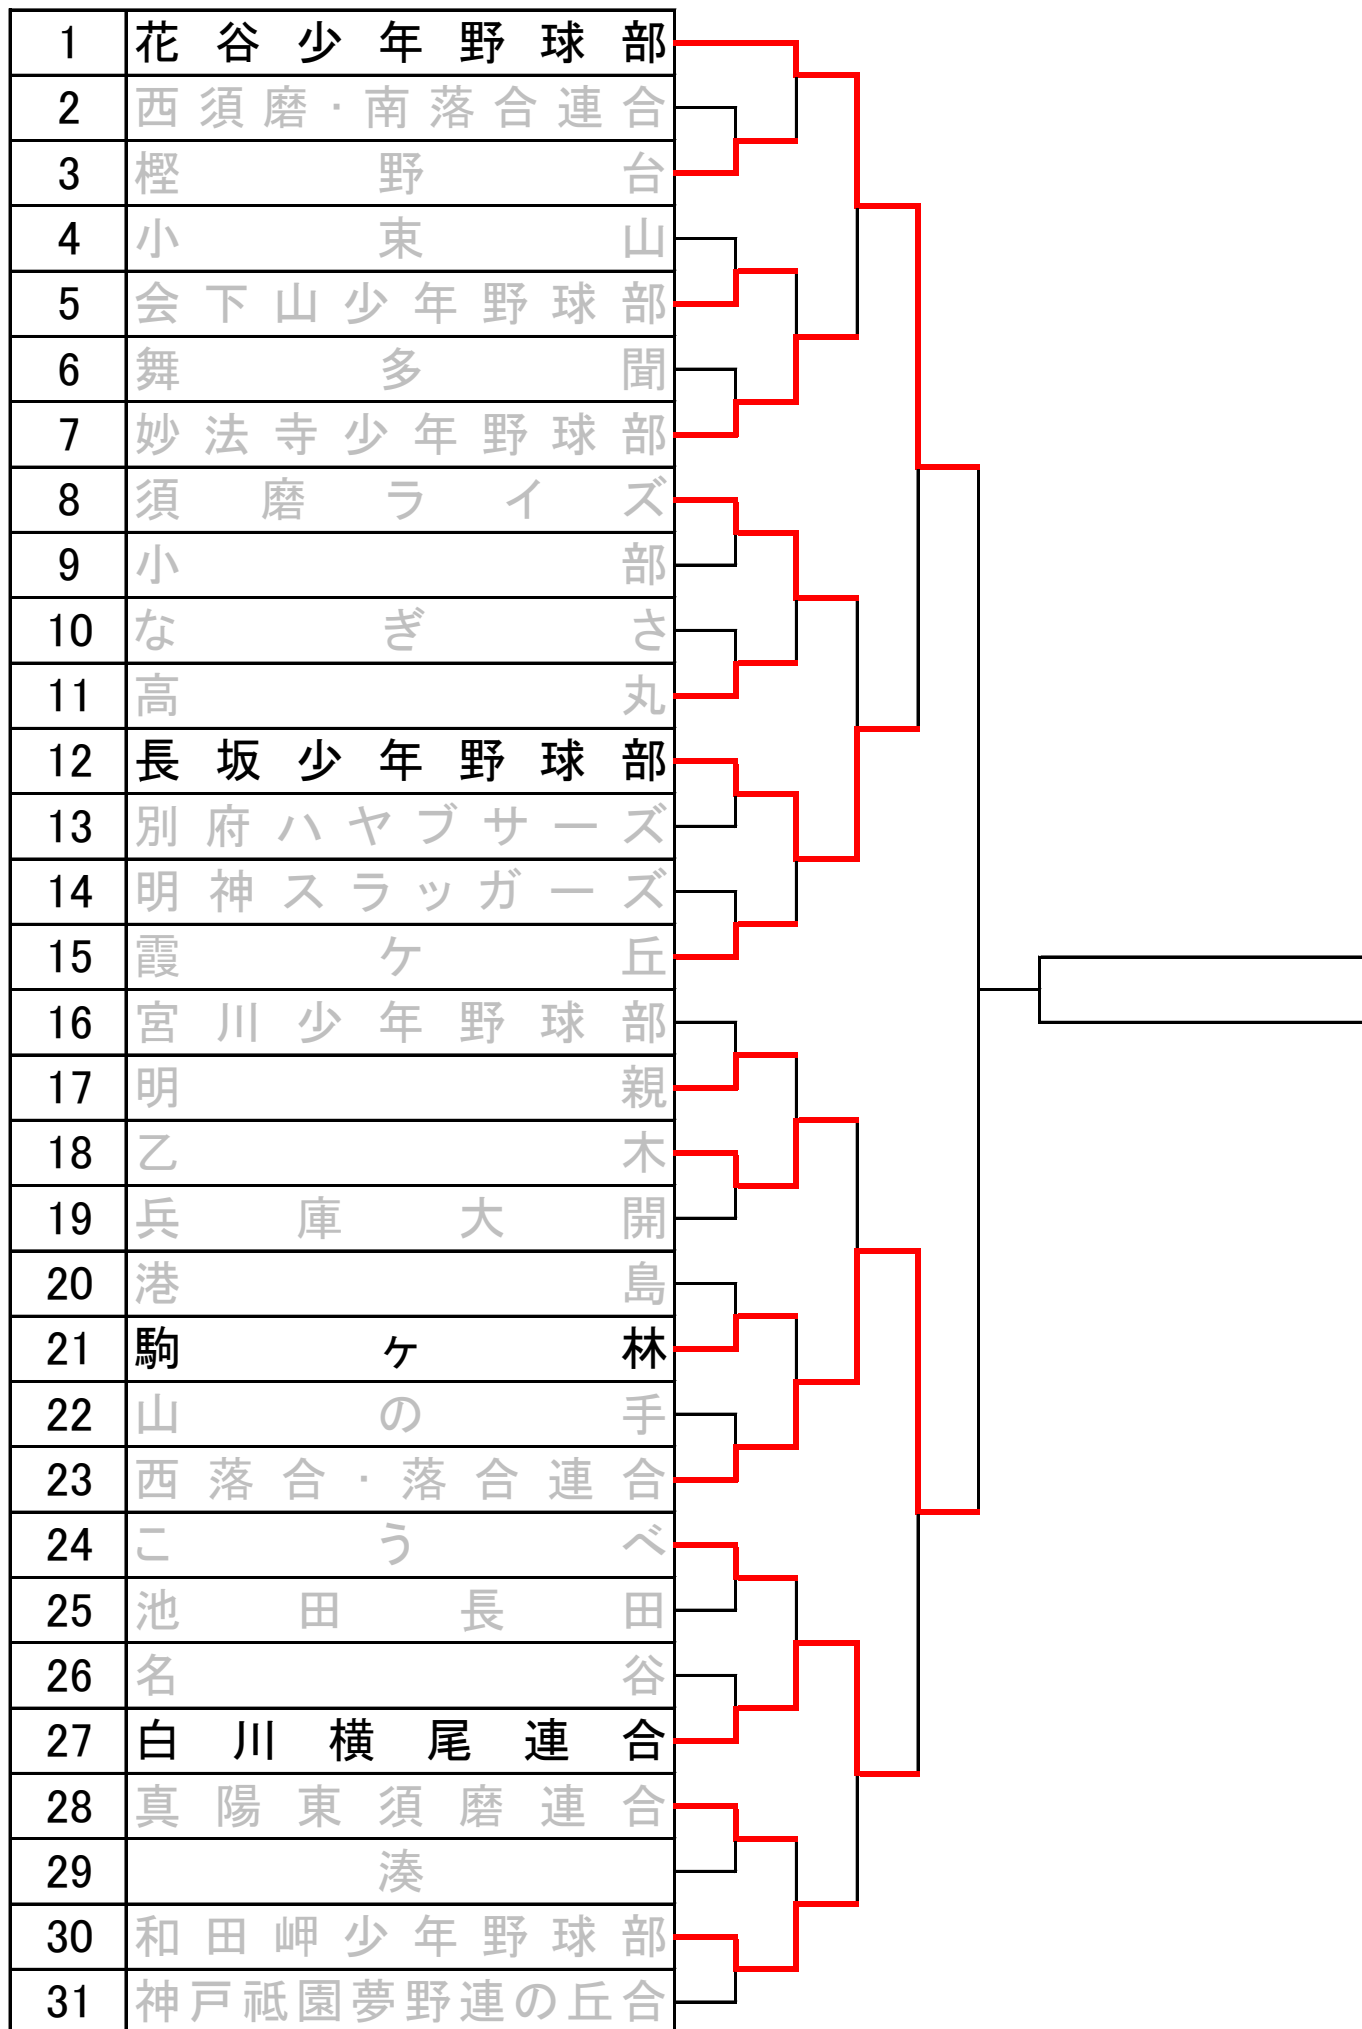 1 花谷少年野球部
2 西須磨・南落合連合
3 樫野台
4 小束山
5 会下山少年野球部
6 舞多聞
7 妙法寺少年野球部
8 須磨ライズ
9 小部
10 なぎさ
11 高丸
12 長坂少年野球部
13 別府ハヤブサーズ
14 明神スラッガーズ
15 霞ケ丘
16 宮川少年野球部
17 明親
18 乙木
19 兵庫大開
20 港島
21 駒ヶ林
22 山の手
23 西落合・落合連合
24 こうべ
25 池田長田
26 名谷
27 白川横尾連合
28 真陽東須磨連合
29 湊
30 和田岬少年野球部
31 神戸祗園夢野連の丘合